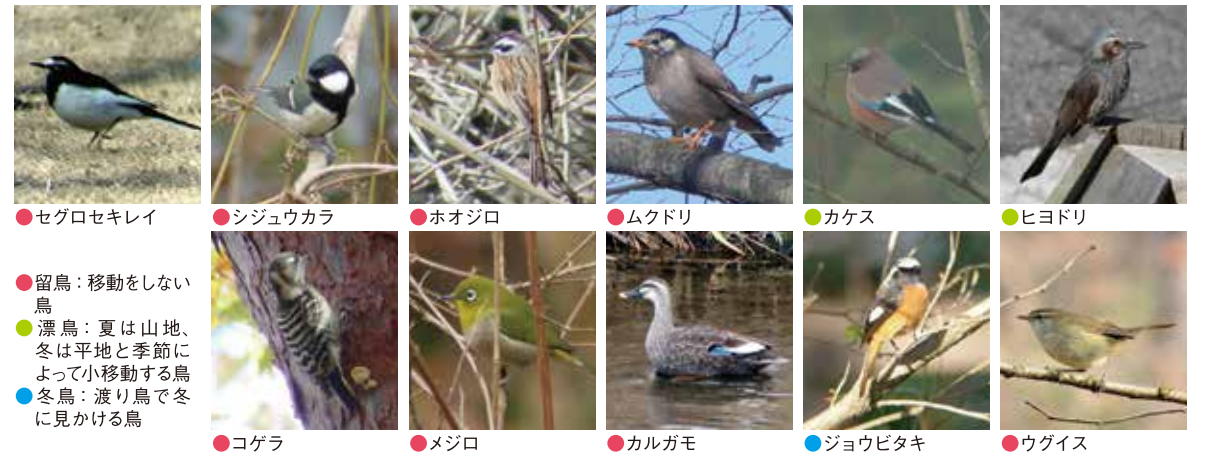 ●セグロセキレイ
●シジュウカラ
●ホオジロ
●ムクドリ
●カケス
●ヒヨドリ
●留鳥：移動をしない
鳥
●漂鳥：夏は山地、
冬は平地と季節に
よって小移動する鳥
●冬鳥：渡り鳥で冬
に見かける鳥
●コゲラ
●メジロ
●カルガモ
●ジョウビタキ
●ウグイス